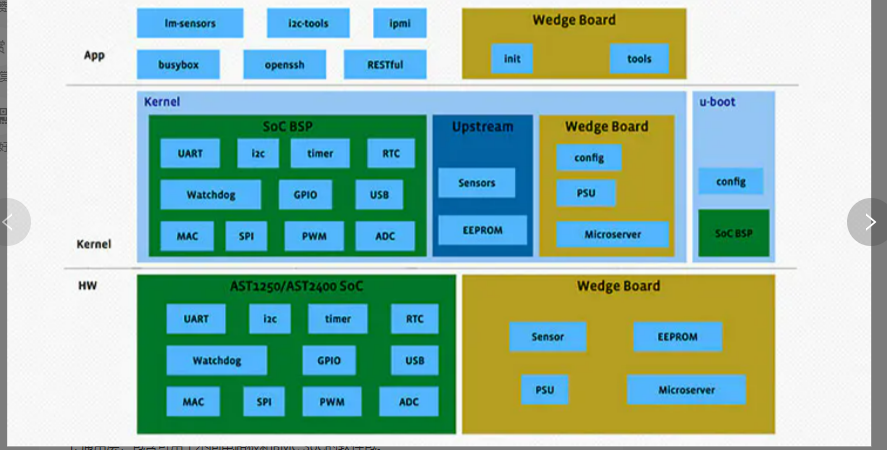 lm-sensors i2c-tools ipmi
Wedge Board
App
busybox openssh RESTful
init tools
Kernel
u-boot
SoC BSP
UART i2c timer RTC
Watchdog GPIO USB
MAC SPI PWM ADC
Upstream
Sensors
EEPROM
Wedge Board
config
PSU
Microserver
config
SoC BSP
Kernel
HW
AST1250/AST2400 SoC
UART i2c timer RTC
Watchdog GPIO USB
MAC SPI PWM ADC
Wedge Board
Sensor EEPROM
PSU Microserver